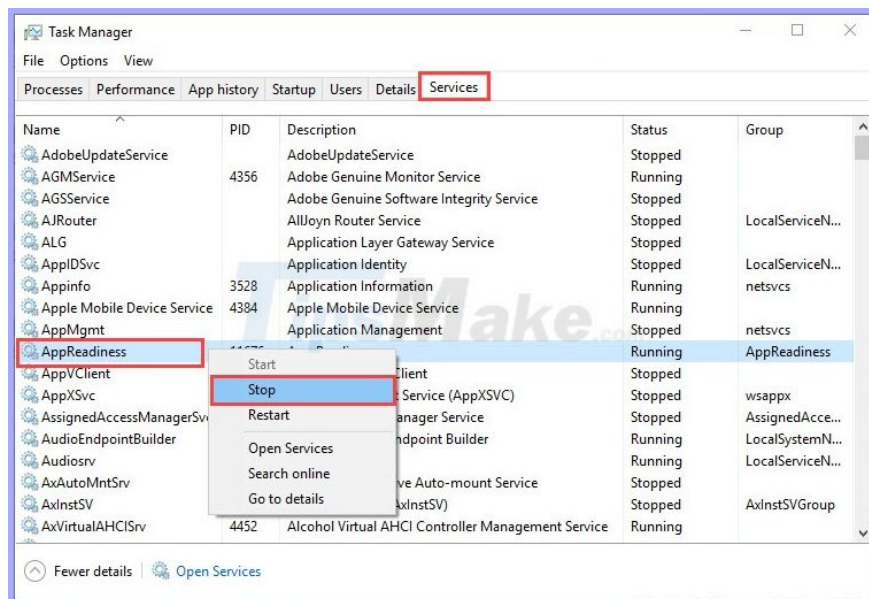 Task Manager
File Options View
Processes Performance App history Startup Users Details Services
Name PID Description Status Group
AdobeUpdateService AdobeUpdateService Stopped
AGMService 4356 Adobe Genuine Monitor Service Running
AGSService Adobe Genuine Software Integrity Service Stopped
AJRouter AllJoyn Router Service Stopped LocalServiceN...
ALG Application Layer Gateway Service Stopped
AppIDSvc Application Identity Stopped LocalServiceN...
Appinfo 3528 Application Information Running netsvcs
Apple Mobile Device Service 4384 Apple Mobile Device Service Running
AppMgmt Application Management Stopped netsvcs
TipsMake.com
AppReadiness Running AppReadiness
Start
AppVClient Client Stopped
Stop
AppXSvc Service (AppXSVC) Stopped wsappx
Restart
AssignedAccessManagerSv anager Service Stopped AssignedAcce...
AudioEndpointBuilder dpoint Builder Running LocalSystemN...
Open Services
Audiosrv Running LocalServiceN...
Search online
AxAutoMntSrv ve Auto-mount Service Stopped
Go to details
AxInstSV AxInstSV) Stopped AxInstSVGroup
AxVirtualAHCISrv 4452 Alcohol Virtual AHCI Controller Management Service Running
Fewer details Open Services